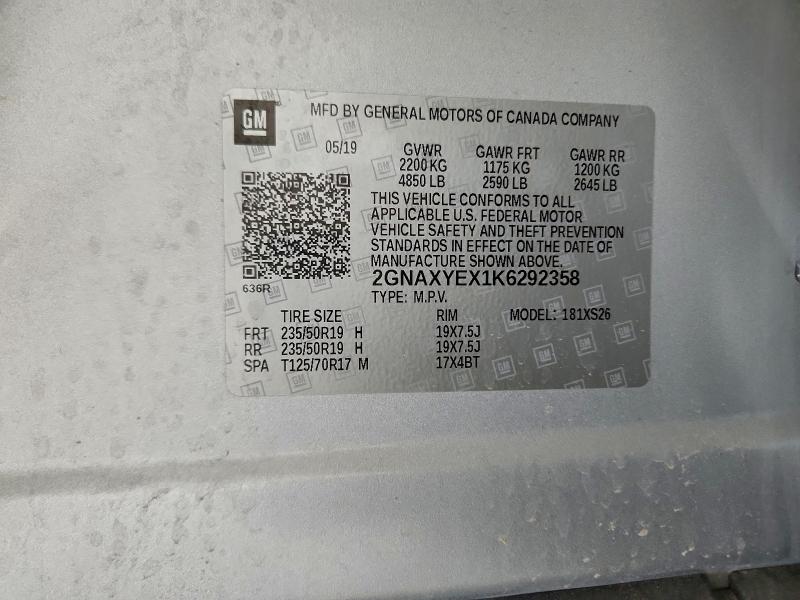 GM
MFD BY GENERAL MOTORS OF CANADA COMPANY
05/19 GVWR GAWR FRT GAWR RR
2200 KG 1175 KG 1200 KG
4850 LB 2590 LB 2645 LB
THIS VEHICLE CONFORMS TO ALL
APPLICABLE U.S. FEDERAL MOTOR
VEHICLE SAFETY AND THEFT PREVENTION
STANDARDS IN EFFECT ON THE DATE OF
MANUFACTURE SHOWN ABOVE.
636R 2GNAXYEX1K6292358
TYPE: M.P.V.
TIRE SIZE RIM MODEL: 181XS26
FRT 235/50R19 H 19X7.5J
RR 235/50R19 H 19X7.5J
SPA T125/70R17 M 17X4BT